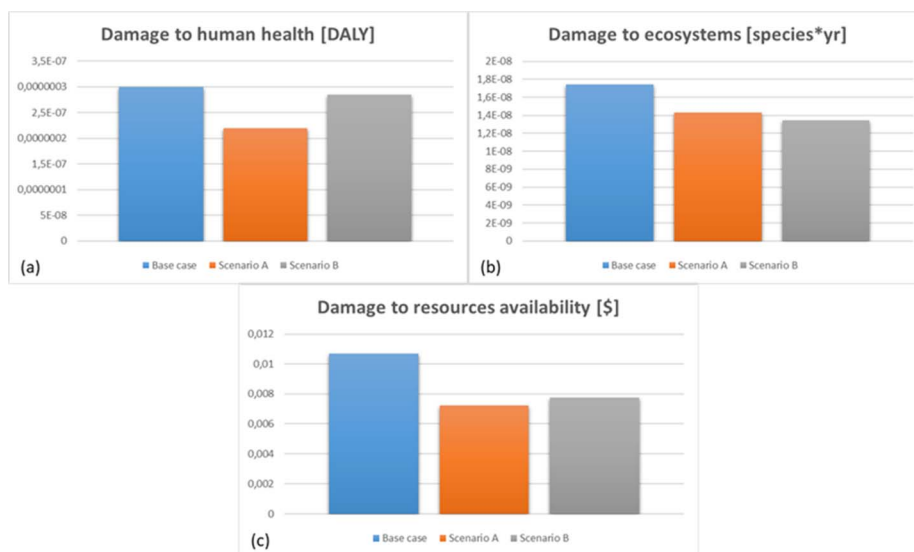 Damage to human health [DALY]
3,5E-07
0,0000003
2,5E-07
0,0000002
1,5E-07
0,0000001
5E-08
0
Base case Scenario A Scenario B
(a)
Damage to ecosystems [species*yr]
2E-08
1,8E-08
1,6E-08
1,4E-08
1,2E-08
1E-08
8E-09
6E-09
4E-09
2E-09
0
Base case Scenario A Scenario B
(b)
Damage to resources availability [$]
0,012
0,01
0,008
0,006
0,004
0,002
0
Base case Scenario A Scenario B
(c)